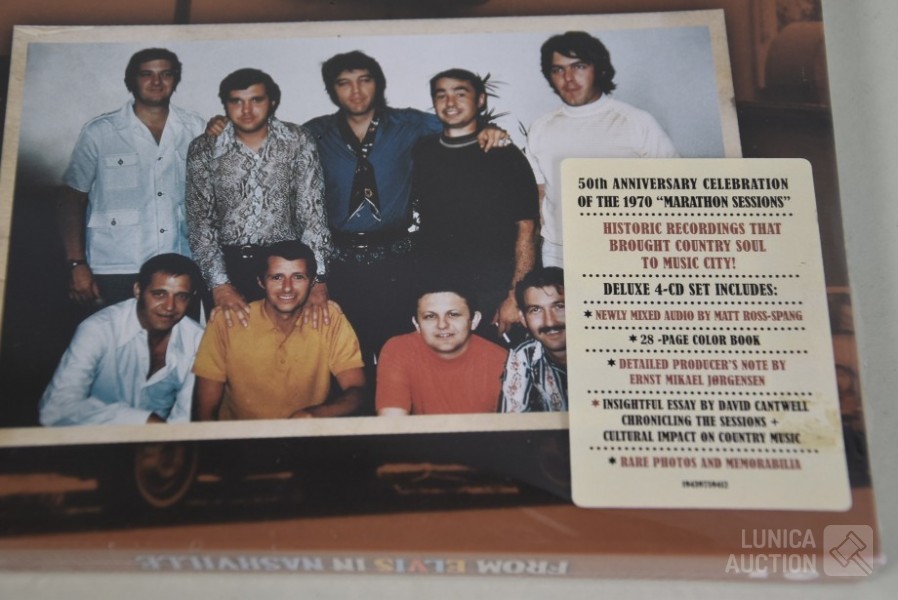 50th ANNIVERSARY CELEBRATION
OF THE 1970 "MARATHON SESSIONS"
HISTORIC RECORDINGS THAT
BROUGHT COUNTRY SOUL
TO MUSIC CITY!
DELUXE 4-CD SET INCLUDES:
* NEWLY MIXED AUDIO BY MATT ROSS-SPANG
* 28 -PAGE COLOR BOOK
* DETAILED PRODUCER'S NOTE BY
ERNST MIKAEL JØRGENSEN
* INSIGHTFUL ESSAY BY DAVID CANTWELL
CHRONICLING THE SESSIONS +
CULTURAL IMPACT ON COUNTRY MUSIC
* RARE PHOTOS AND MEMORABILIA
FROM ELVIS IN NASHVILLE
LUNICA
AUCTION